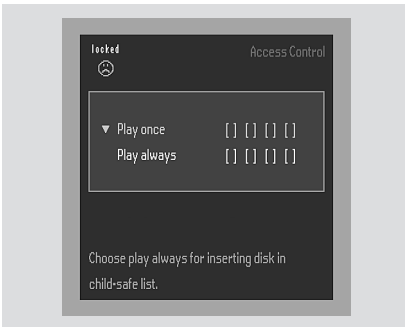 locked
Access Control
▼ Play once [ ] [ ] [ ] [ ]
Play always [ ] [ ] [ ] [ ]
Choose play always for inserting disk in
child-safe list.